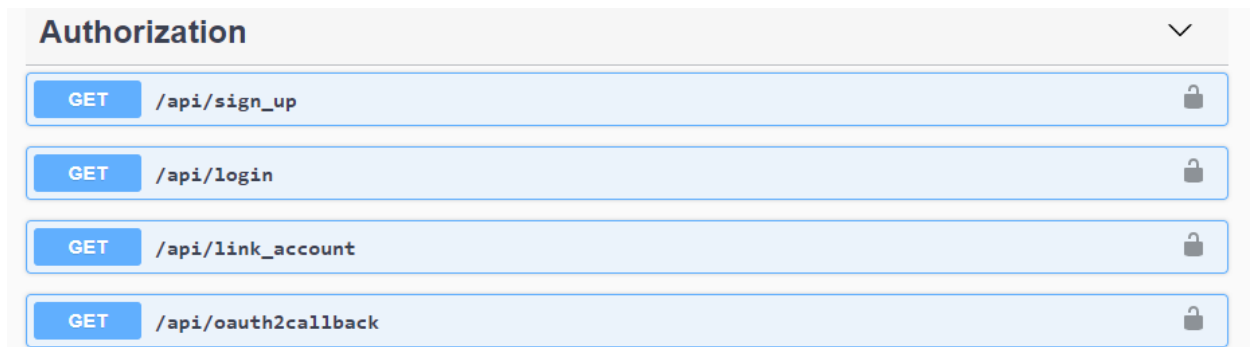 Authorization
GET /api/sign_up
GET /api/login
GET /api/link_account
GET /api/oauth2callback